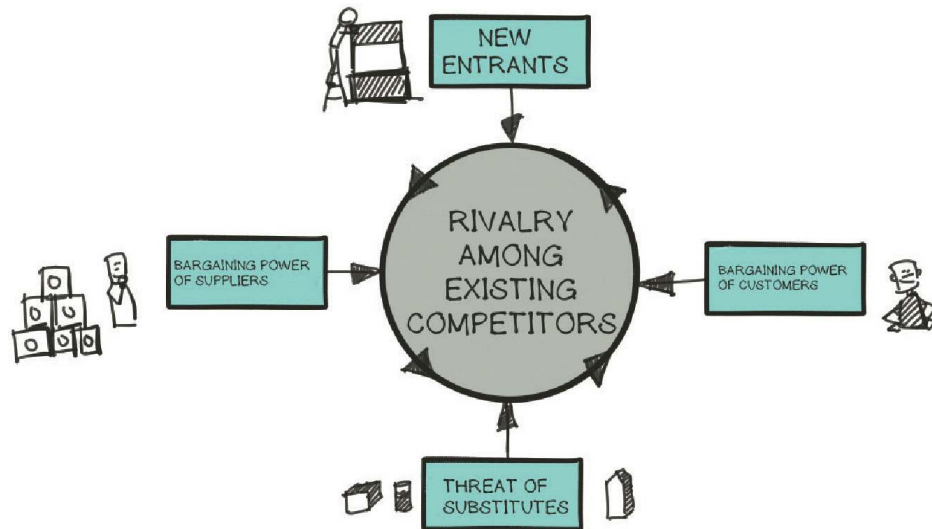 NEW
ENTRANTS
RIVALRY
AMONG
EXISTING
COMPETITORS
BARGAINING POWER
OF SUPPLIERS
BARGAINING POWER
OF CUSTOMERS
THREAT OF
SUBSTITUTES